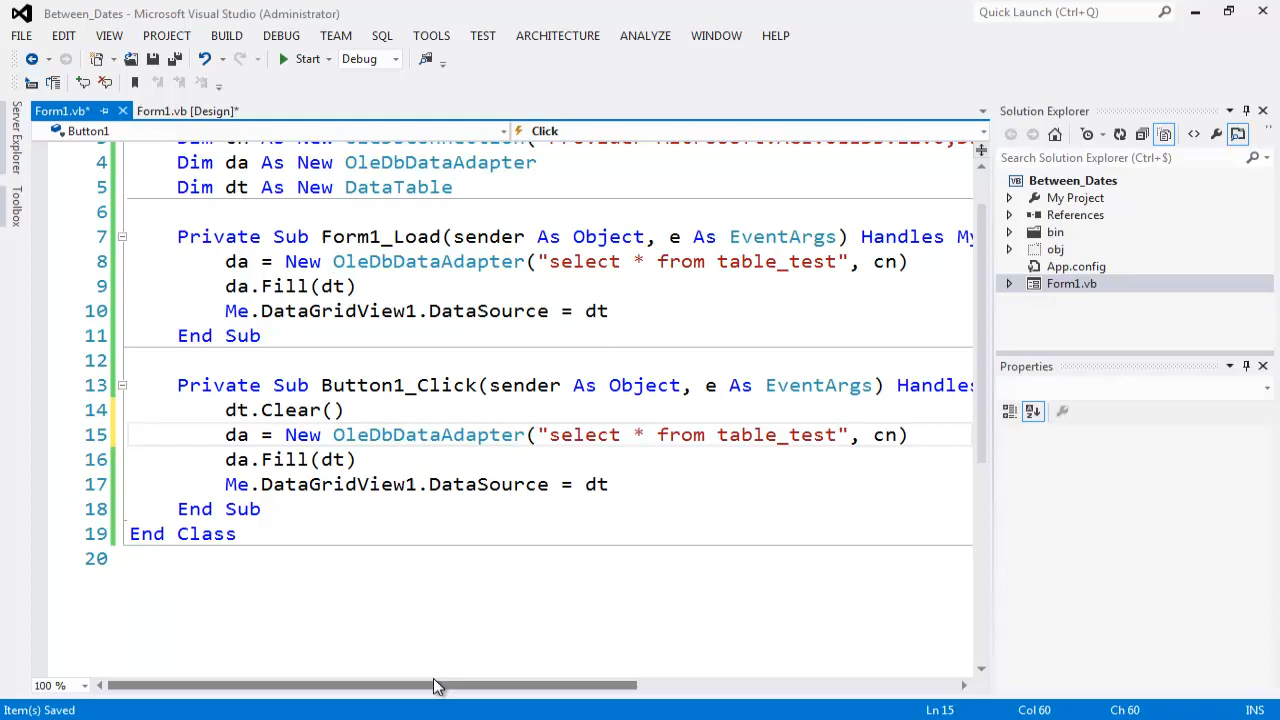 Between_Dates - Microsoft Visual Studio (Administrator)
Quick Launch (Ctrl+Q)
FILE EDIT VIEW PROJECT BUILD DEBUG TEAM SQL TOOLS TEST ARCHITECTURE ANALYZE WINDOW HELP
Start Debug
Server Explorer
Toolbox
Form1.vb* Form1.vb [Design]*
Button1 Click
4 Dim da As New OleDbDataAdapter
5 Dim dt As New DataTable
6
7 Private Sub Form1_Load(sender As Object, e As EventArgs) Handles My
8 da = New OleDbDataAdapter("select * from table_test", cn)
9 da.Fill(dt)
10 Me.DataGridView1.DataSource = dt
11 End Sub
12
13 Private Sub Button1_Click(sender As Object, e As EventArgs) Handles
14 dt.Clear()
15 da = New OleDbDataAdapter("select * from table_test", cn)
16 da.Fill(dt)
17 Me.DataGridView1.DataSource = dt
18 End Sub
19 End Class
20
100 %
Solution Explorer
Search Solution Explorer (Ctrl+$)
VB Between_Dates
My Project
References
bin
obj
App.config
Form1.vb
Properties
Item(s) Saved Ln 15 Col 60 Ch 60 INS